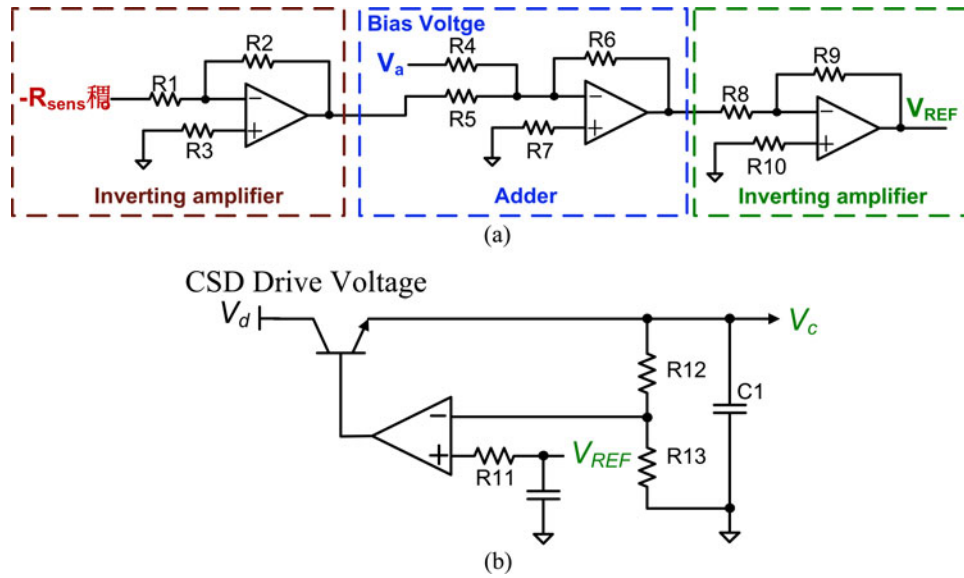 Bias Voltge
R2
R4
R6
R9
Va
-Rsens稩。
R1
R5
R8
VREF
R3
R7
R10
Inverting amplifier
Adder
Inverting amplifier
(a)
CSD Drive Voltage
Vd
Vc
R12
C1
VREF
R11
R13
(b)